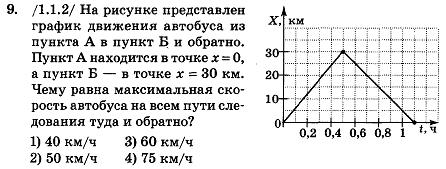 9. /1.1.2/ На рисунке представлен
график движения автобуса из
пункта А в пункт Б и обратно.
Пункт А находится в точке x = 0,
а пункт Б — в точке x = 30 км.
Чему равна максимальная ско-
рость автобуса на всем пути сле-
дования туда и обратно?
1) 40 км/ч 3) 60 км/ч
2) 50 км/ч 4) 75 км/ч
X, км
30
20
10
0
0,2 0,4 0,6 0,8 1 t, ч